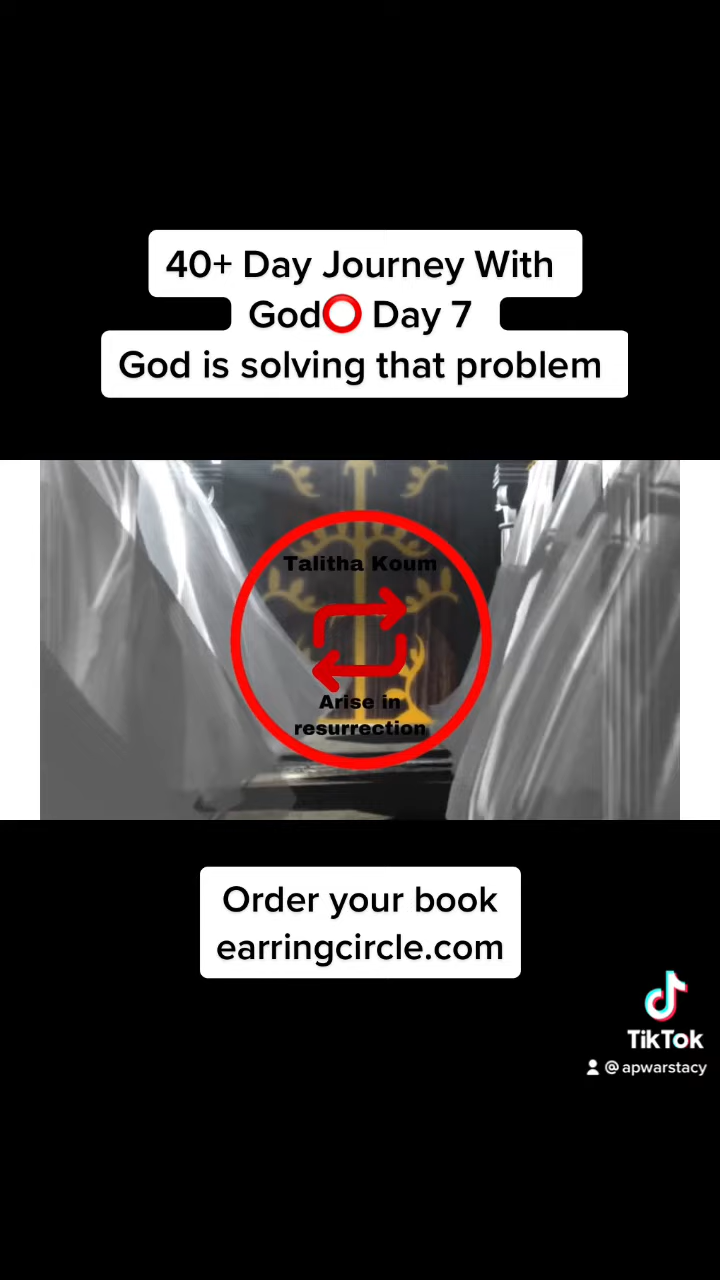 40+ Day Journey With
God⭕ Day 7
God is solving that problem
Talitha Koum
Arise in
resurrection
Order your book
earringcircle.com
TikTok
@apwarstacy